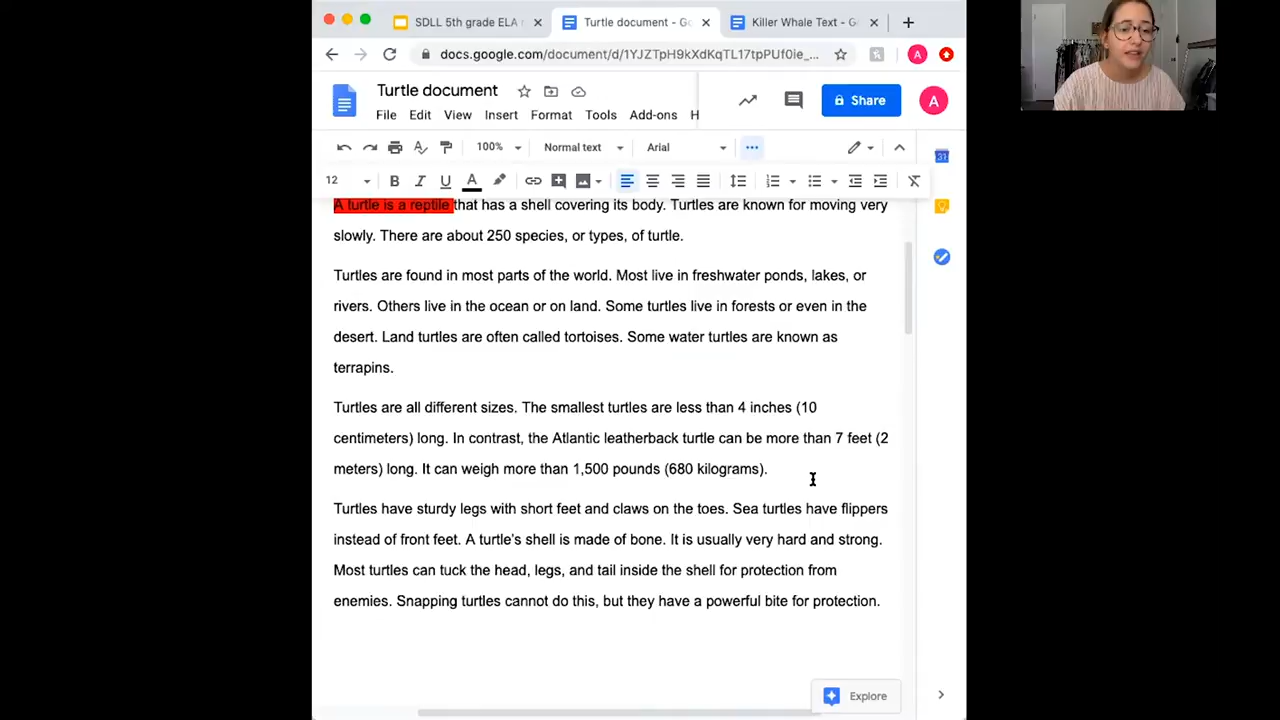 SDLL 5th grade ELA
Turtle document - Go
Killer Whale Text - G
docs.google.com/document/d/1YJZTpH9kXdKqTL17tpPUf0ie_...
A
Turtle document
Share
A
File Edit View Insert Format Tools Add-ons H
100% Normal text Arial
12 B I U A
31
A turtle is a reptile that has a shell covering its body. Turtles are known for moving very
slowly. There are about 250 species, or types, of turtle.
Turtles are found in most parts of the world. Most live in freshwater ponds, lakes, or
rivers. Others live in the ocean or on land. Some turtles live in forests or even in the
desert. Land turtles are often called tortoises. Some water turtles are known as
terrapins.
Turtles are all different sizes. The smallest turtles are less than 4 inches (10
centimeters) long. In contrast, the Atlantic leatherback turtle can be more than 7 feet (2
meters) long. It can weigh more than 1,500 pounds (680 kilograms).
Turtles have sturdy legs with short feet and claws on the toes. Sea turtles have flippers
instead of front feet. A turtle's shell is made of bone. It is usually very hard and strong.
Most turtles can tuck the head, legs, and tail inside the shell for protection from
enemies. Snapping turtles cannot do this, but they have a powerful bite for protection.
Explore